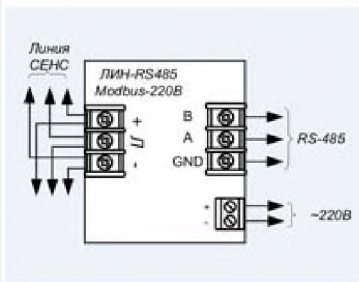 Линия
СЕНС
ЛИН-RS485
Modbus-220В
+
Л
-
B
A
GND
RS-485
+
-
~220В